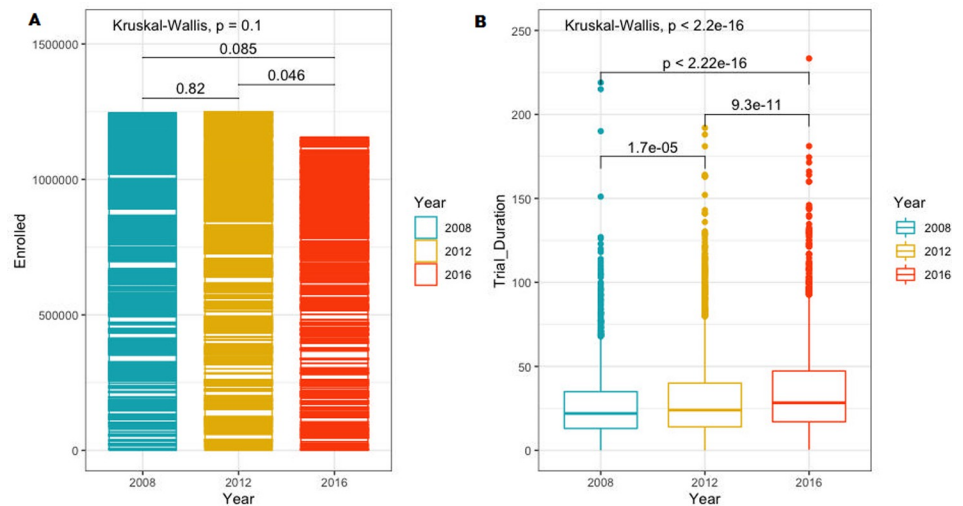 A
Kruskal-Wallis, p = 0.1
0.085
0.82
0.046
1500000
1000000
500000
0
Enrolled
2008
2012
2016
Year
Year
2008
2012
2016
B
Kruskal-Wallis, p < 2.2e-16
p < 2.22e-16
9.3e-11
1.7e-05
250
200
150
100
50
0
Trial_Duration
2008
2012
2016
Year
Year
2008
2012
2016